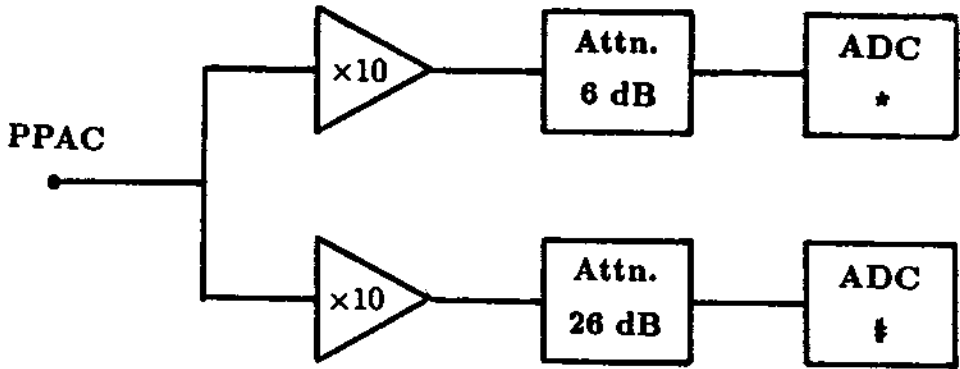 PPAC
×10
Attn.
6 dB
ADC
*
×10
Attn.
26 dB
ADC
‡